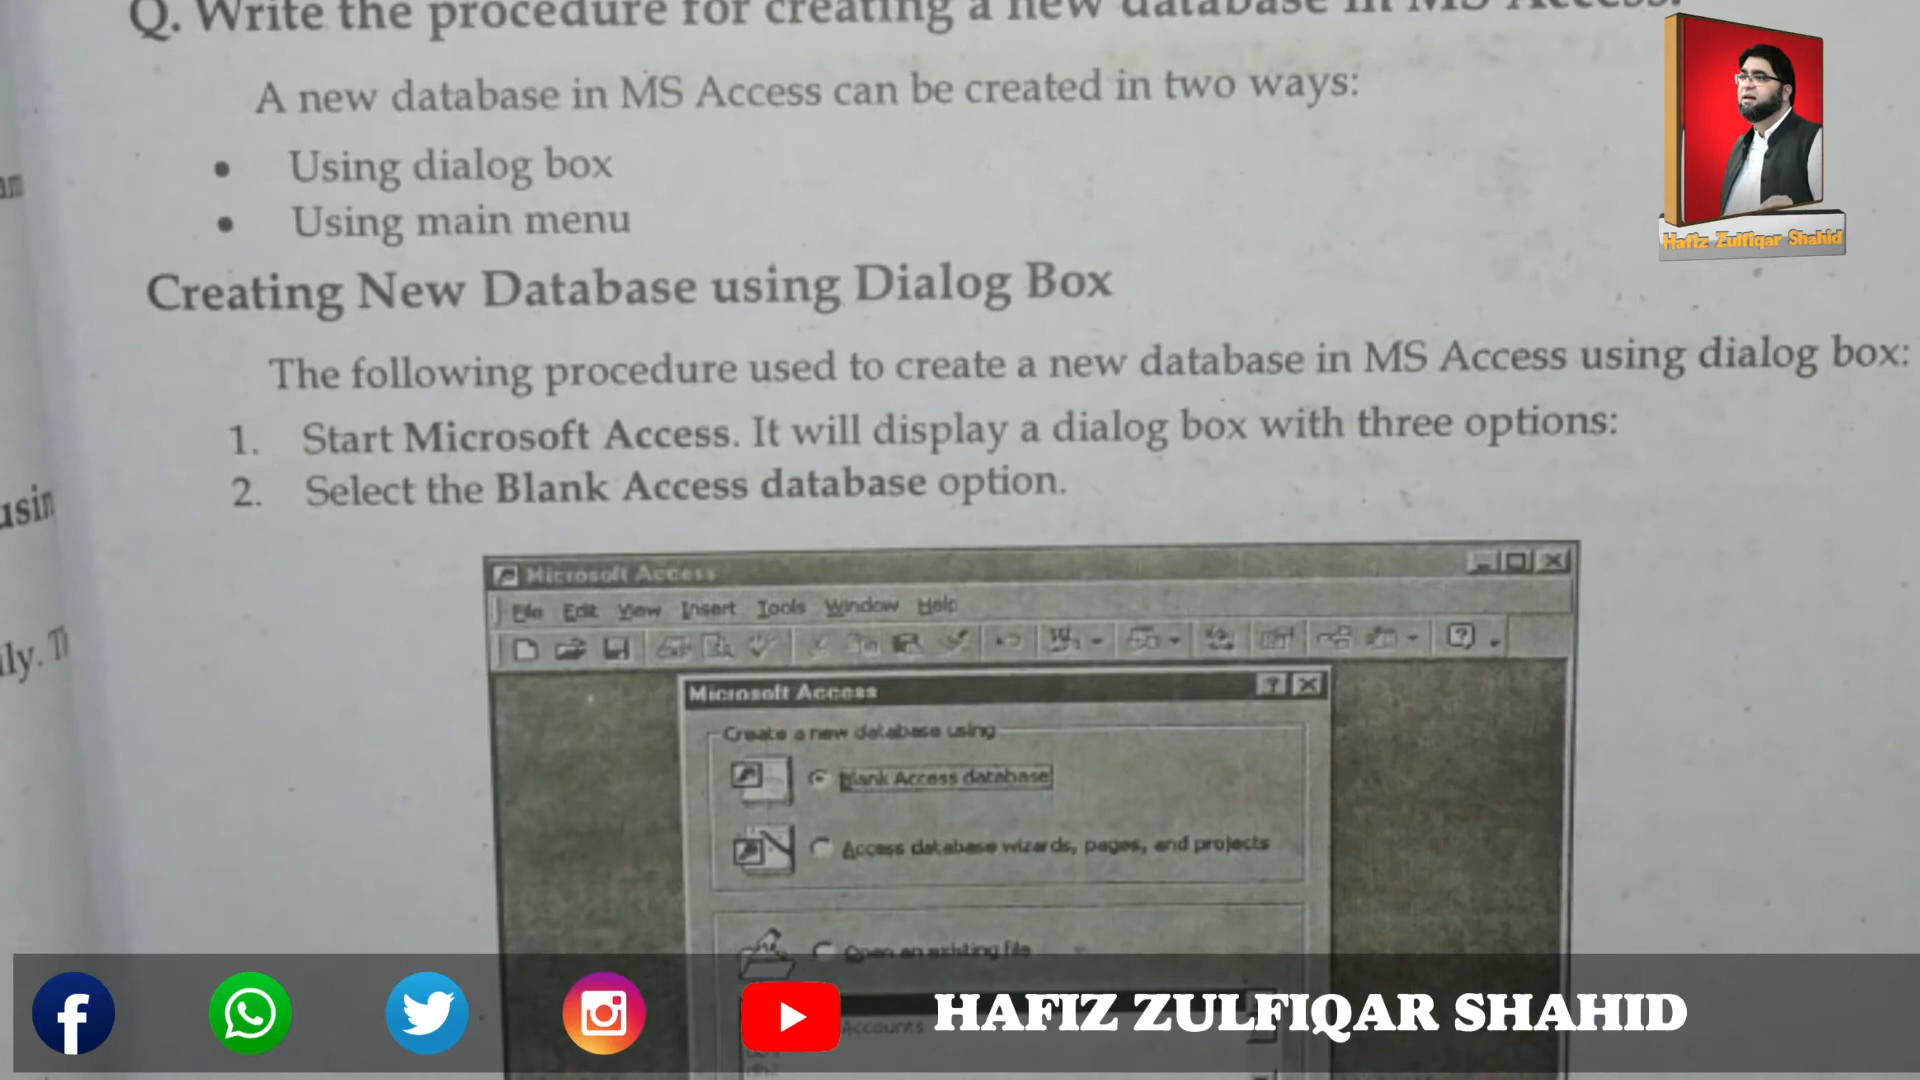 Q. Write the procedure for creating a new database in MS Access.
A new database in MS Access can be created in two ways:
• Using dialog box
• Using main menu
Creating New Database using Dialog Box
The following procedure used to create a new database in MS Access using dialog box:
1. Start Microsoft Access. It will display a dialog box with three options:
2. Select the Blank Access database option.
Microsoft Access
File Edit View Insert Tools Window Help
Microsoft Access
Create a new database using
Blank Access database
Access database wizards, pages, and projects
Open an existing file
Accounts
Hafiz Zulfiqar Shahid
HAFIZ ZULFIQAR SHAHID